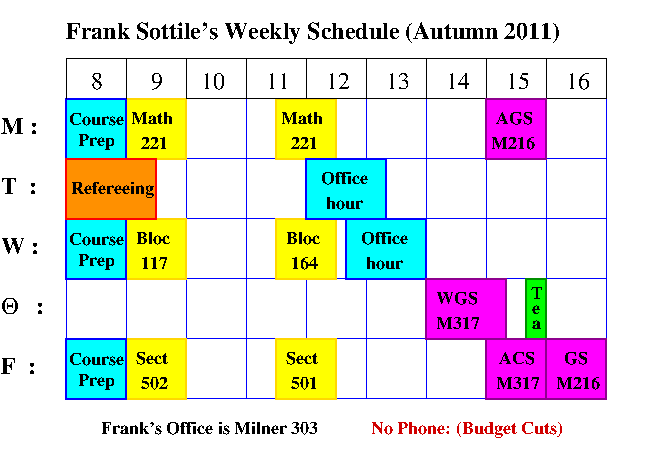 Frank Sottile's Weekly Schedule (Autumn 2011)
8 9 10 11 12 13 14 15 16
M : Course Math Math AGS
Prep 221 221 M216
T : Refereeing Office
hour
W : Course Bloc Bloc Office
Prep 117 164 hour
Θ : WGS T
M317 e
a
F : Course Sect Sect ACS GS
Prep 502 501 M317 M216
Frank's Office is Milner 303 No Phone: (Budget Cuts)